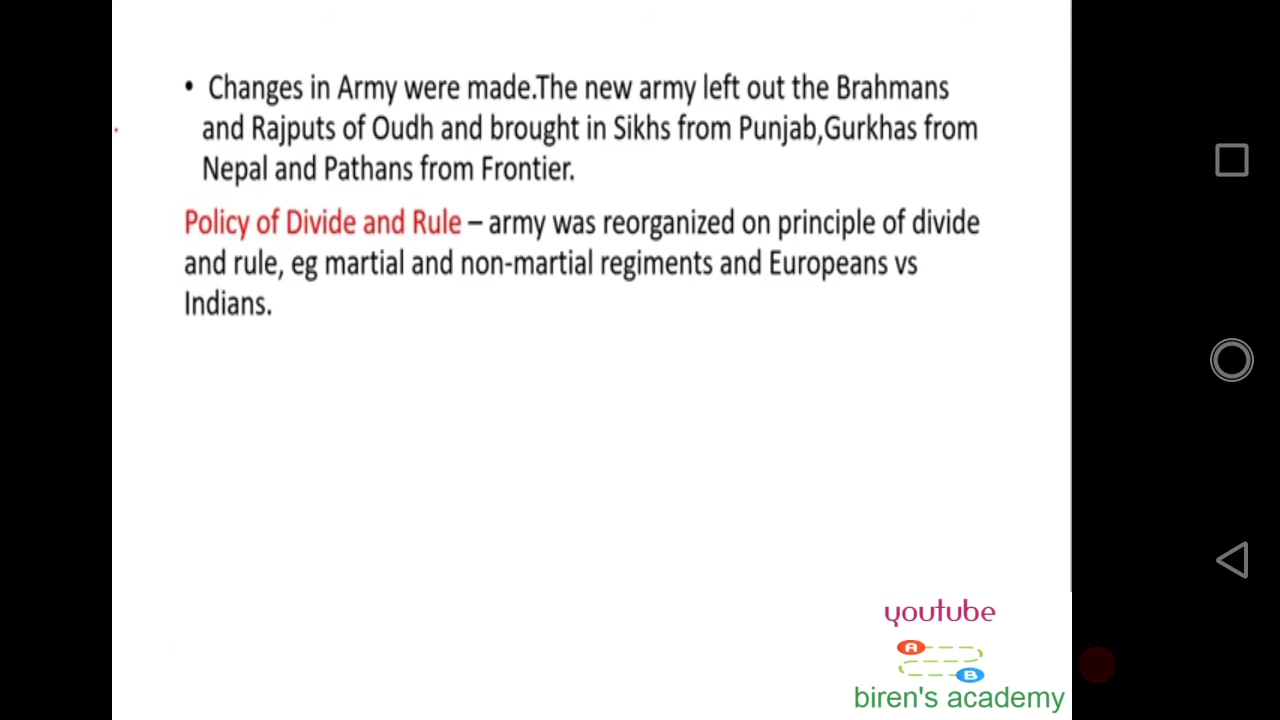 • Changes in Army were made.The new army left out the Brahmans
and Rajputs of Oudh and brought in Sikhs from Punjab,Gurkhas from
Nepal and Pathans from Frontier.
Policy of Divide and Rule – army was reorganized on principle of divide
and rule, eg martial and non-martial regiments and Europeans vs
Indians.
youtube
A
B
biren's academy